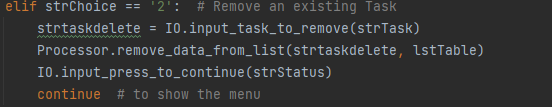 elif strChoice == '2':  # Remove an existing Task
    strtaskdelete = IO.input_task_to_remove(strTask)
    Processor.remove_data_from_list(strtaskdelete, lstTable)
    IO.input_press_to_continue(strStatus)
    continue  # to show the menu